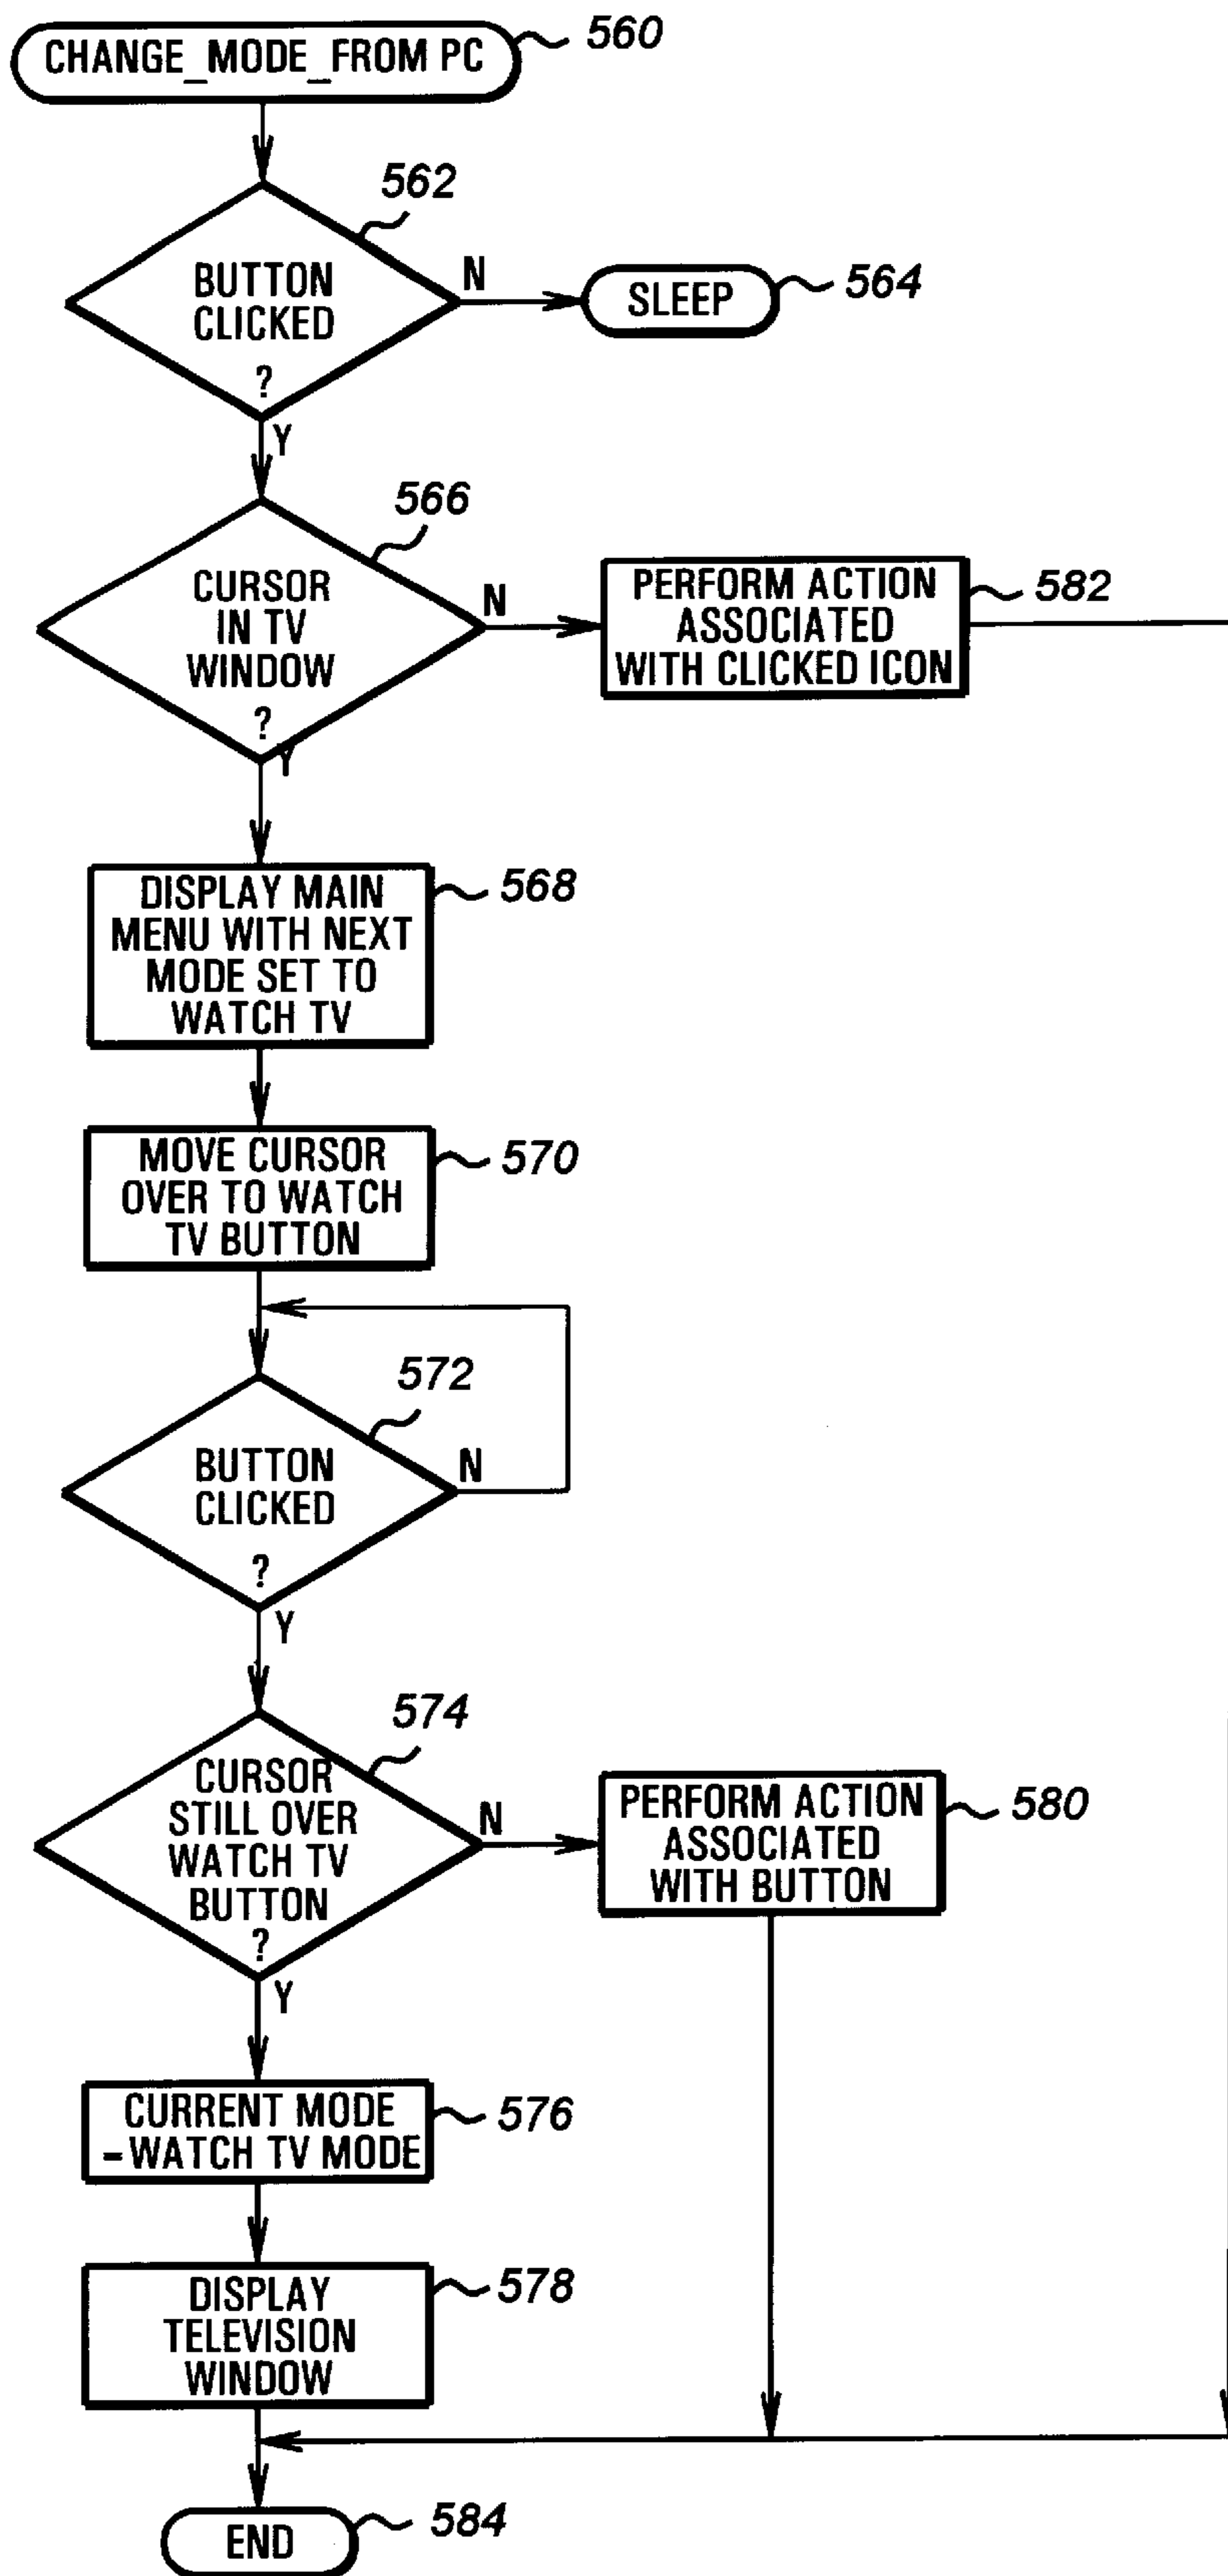 CHANGE_MODE_FROM PC
560
562
BUTTON
CLICKED
?
N
SLEEP
564
Y
566
CURSOR
IN TV
WINDOW
?
N
PERFORM ACTION
ASSOCIATED
WITH CLICKED ICON
582
Y
DISPLAY MAIN
MENU WITH NEXT
MODE SET TO
WATCH TV
568
MOVE CURSOR
OVER TO WATCH
TV BUTTON
570
572
BUTTON
CLICKED
?
N
Y
574
CURSOR
STILL OVER
WATCH TV
BUTTON
?
N
PERFORM ACTION
ASSOCIATED
WITH BUTTON
580
Y
CURRENT MODE
=WATCH TV MODE
576
DISPLAY
TELEVISION
WINDOW
578
END
584